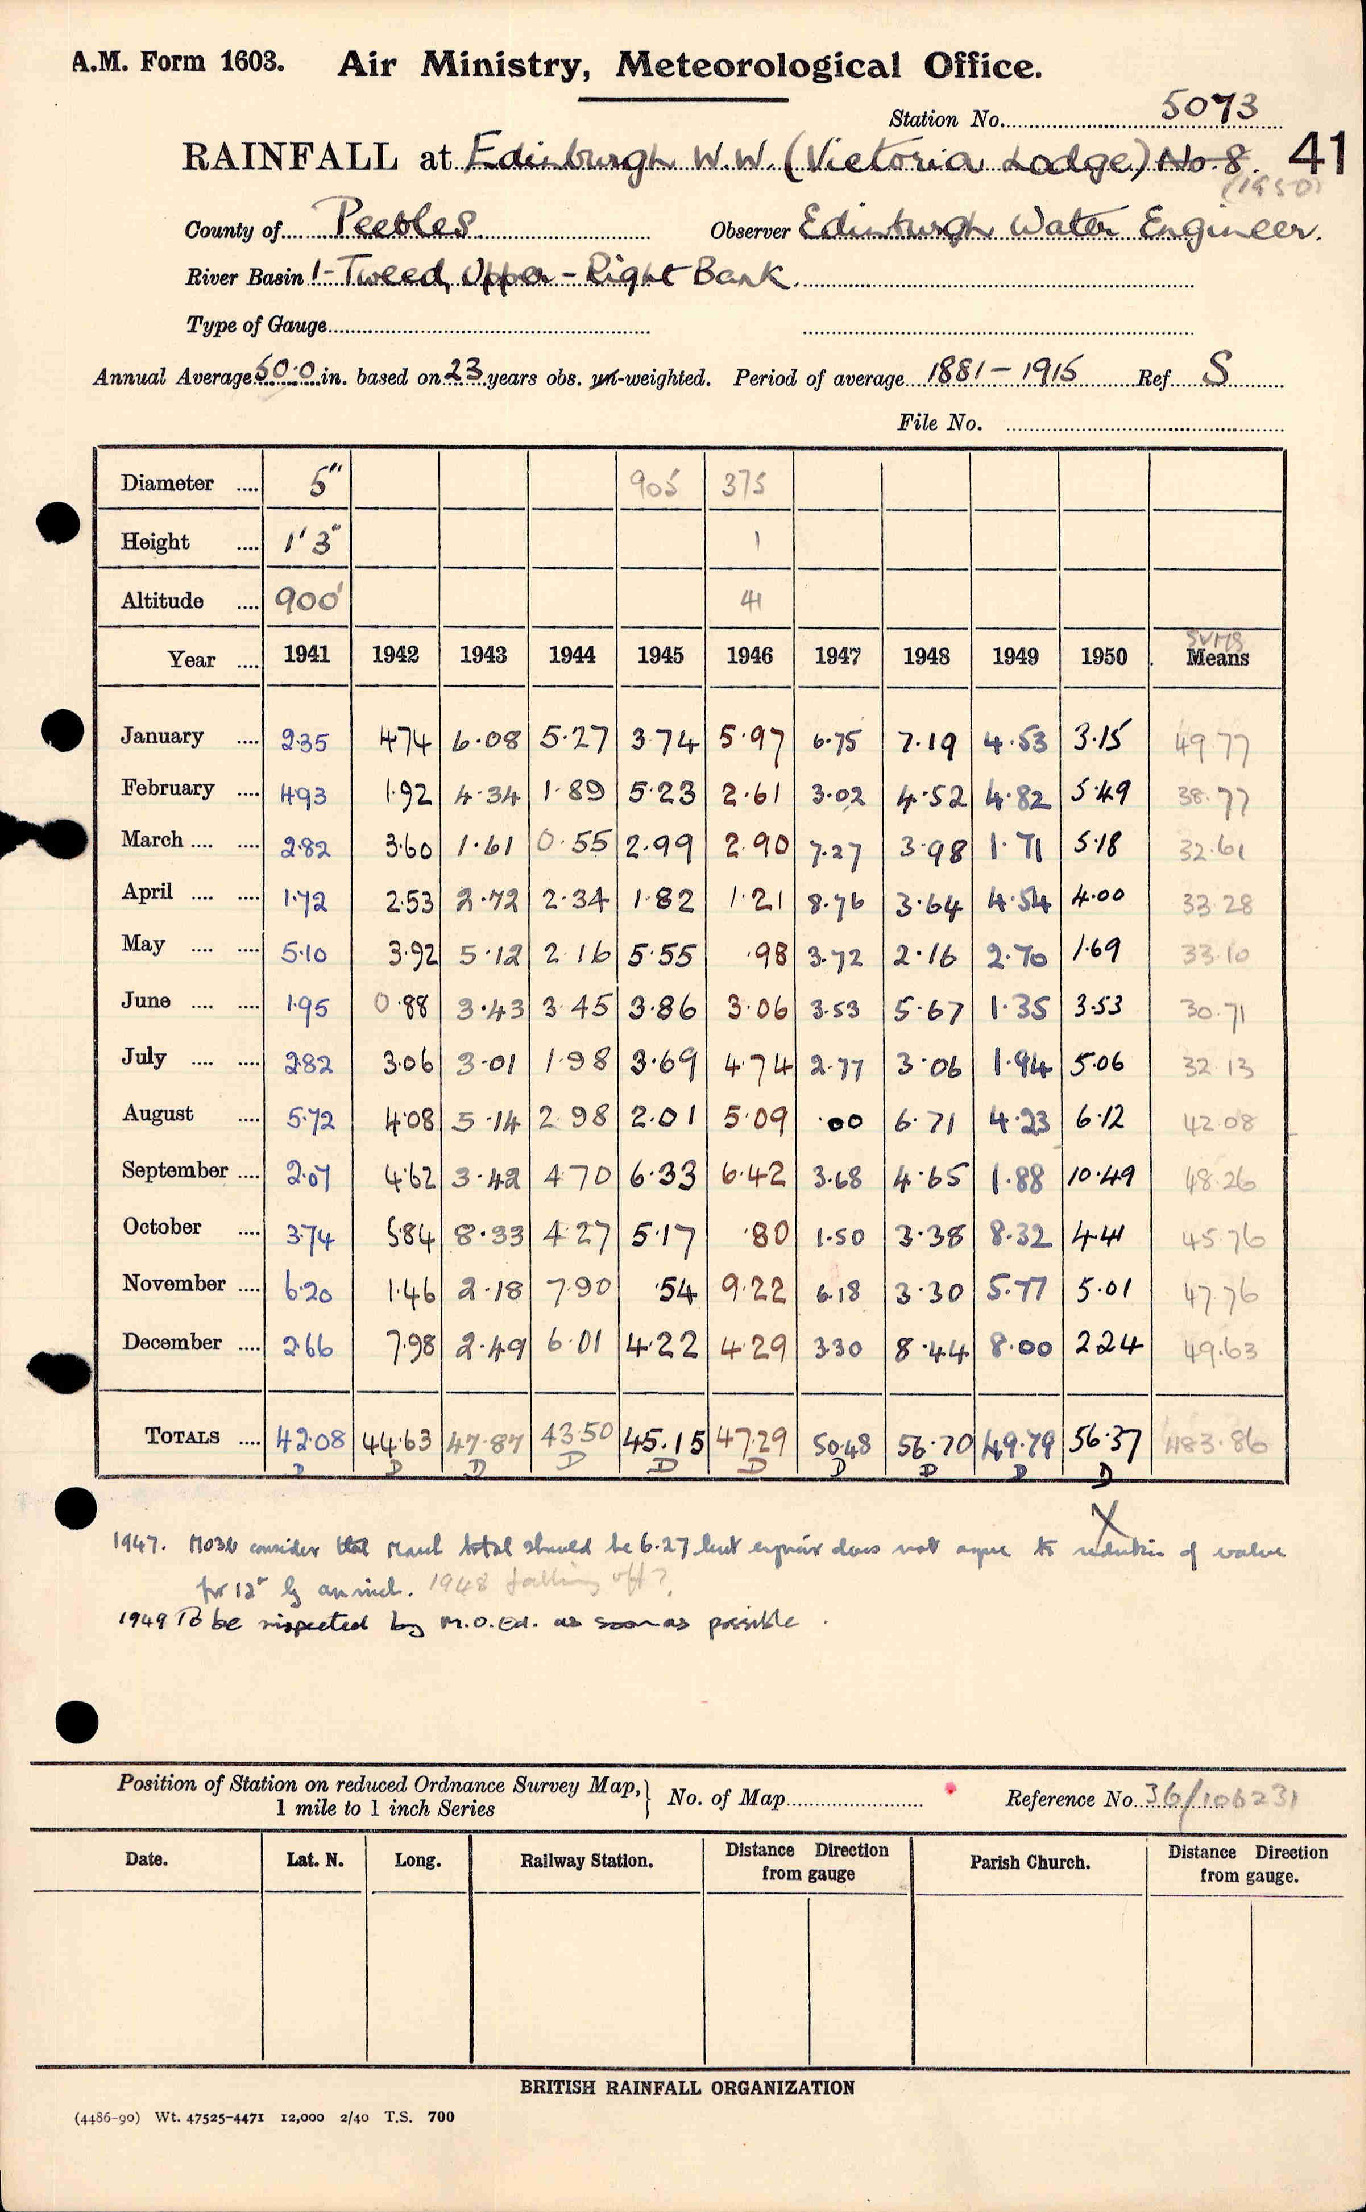 A.M. Form 1603. Air Ministry, Meteorological Office.
Station No. 5073
RAINFALL at Edinburgh W.W. (Victoria Lodge) No. 8. 41
(1950)
County of Peebles Observer Edinburgh Water Engineer.
River Basin 1-Tweed, Upper - Right Bank.
Type of Gauge
Annual Average 50.0 in. based on 23 years obs. un-weighted. Period of average 1881-1915 Ref S
File No.
Diameter .... 5" 905 375
Height .... 1' 3" 1
Altitude .... 900' 41
SUMS
Year .... 1941 1942 1943 1944 1945 1946 1947 1948 1949 1950 Means
January .... 2.35 4.74 6.08 5.27 3.74 5.97 6.75 7.19 4.53 3.15 49.77
February .... 4.93 1.92 4.34 1.89 5.23 2.61 3.02 4.52 4.82 5.49 38.77
March .... .... 2.82 3.60 1.61 0.55 2.99 2.90 7.27 3.98 1.71 5.18 32.61
April .... .... 1.72 2.53 2.72 2.34 1.82 1.21 8.76 3.64 4.54 4.00 33.28
May .... .... 5.10 3.92 5.12 2.16 5.55 .98 3.72 2.16 2.70 1.69 33.10
June .... .... 1.95 0.88 3.43 3.45 3.86 3.06 3.53 5.67 1.35 3.53 30.71
July .... .... 2.82 3.06 3.01 1.98 3.69 4.74 2.77 3.06 1.94 5.06 32.13
August .... 5.72 4.08 5.14 2.98 2.01 5.09 .00 6.71 4.23 6.12 42.08
September .... 2.07 4.62 3.42 4.70 6.33 6.42 3.68 4.65 1.88 10.49 48.26
October .... 3.74 5.84 8.33 4.27 5.17 .80 1.50 3.38 8.32 4.41 45.76
November .... 6.20 1.46 2.18 7.90 .54 9.22 6.18 3.30 5.77 5.01 47.76
December .... 2.66 7.98 2.49 6.01 4.22 4.29 3.30 8.44 8.00 2.24 49.63
TOTALS .... 42.08 44.63 47.87 43.50 45.15 47.29 50.48 56.70 49.79 56.37 483.86
D D D D D D D D D D
X
1947. consider that March total should be 6.27 but does not agree to reduction of value
for 1948 falling off?
1949 To be inspected by M.O.Ed. as soon as possible.
Position of Station on reduced Ordnance Survey Map, 1 mile to 1 inch Series } No. of Map Reference No. 36/106231
Date. Lat. N. Long. Railway Station. Distance Direction from gauge Parish Church. Distance Direction from gauge.
BRITISH RAINFALL ORGANIZATION
(4486-90) Wt. 47525-4471 12,000 2/40 T.S. 700